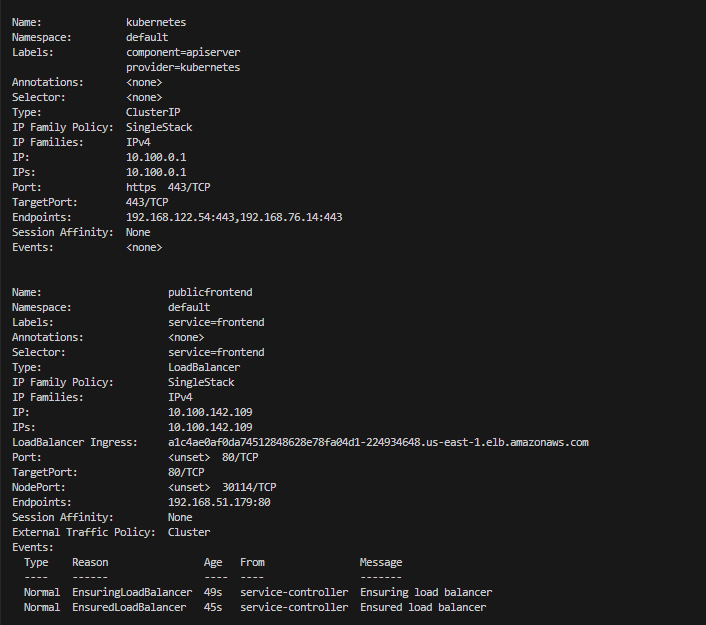 Name:              kubernetes
Namespace:         default
Labels:            component=apiserver
                   provider=kubernetes
Annotations:       <none>
Selector:          <none>
Type:              ClusterIP
IP Family Policy:  SingleStack
IP Families:       IPv4
IP:                10.100.0.1
IPs:               10.100.0.1
Port:              https  443/TCP
TargetPort:        443/TCP
Endpoints:         192.168.122.54:443,192.168.76.14:443
Session Affinity:  None
Events:            <none>
Name:                     publicfrontend
Namespace:                default
Labels:                   service=frontend
Annotations:              <none>
Selector:                 service=frontend
Type:                     LoadBalancer
IP Family Policy:         SingleStack
IP Families:              IPv4
IP:                       10.100.142.109
IPs:                      10.100.142.109
LoadBalancer Ingress:     a1c4ae0af0da74512848628e78fa04d1-224934648.us-east-1.elb.amazonaws.com
Port:                     <unset>  80/TCP
TargetPort:               80/TCP
NodePort:                 <unset>  30114/TCP
Endpoints:                192.168.51.179:80
Session Affinity:         None
External Traffic Policy:  Cluster
Events:
  Type    Reason                Age   From                Message
  ----    ------                ----  ----                -------
  Normal  EnsuringLoadBalancer  49s   service-controller  Ensuring load balancer
  Normal  EnsuredLoadBalancer   45s   service-controller  Ensured load balancer